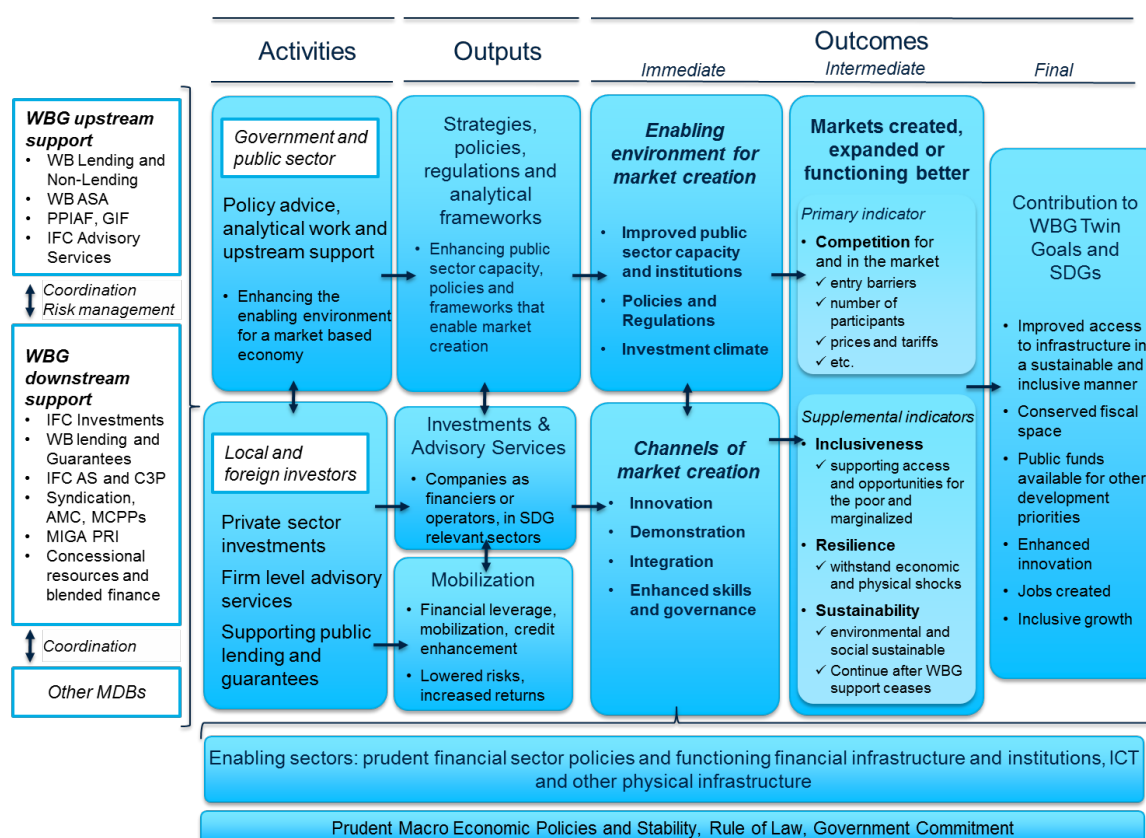 Activities
Outputs
Outcomes
Immediate
Intermediate
Final
WBG upstream
support
• WB Lending and
Non-Lending
• WB ASA
• PPIAF, GIF
• IFC Advisory
Services
Coordination
Risk management
WBG
downstream
support
• IFC Investments
• WB lending and
Guarantees
• IFC AS and C3P
• Syndication,
AMC, MCPPs
• MIGA PRI
• Concessional
resources and
blended finance
Coordination
Other MDBs
Government and
public sector
Policy advice,
analytical work and
upstream support
• Enhancing the
enabling environment
for a market based
economy
Local and
foreign investors
Private sector
investments
Firm level advisory
services
Supporting public
lending and
guarantees
Strategies,
policies,
regulations and
analytical
frameworks
• Enhancing public
sector capacity,
policies and
frameworks that
enable market
creation
Investments &
Advisory Services
• Companies as
financiers or
operators, in SDG
relevant sectors
Mobilization
• Financial leverage,
mobilization, credit
enhancement
• Lowered risks,
increased returns
Enabling
environment for
market creation
• Improved public
sector capacity
and institutions
• Policies and
Regulations
• Investment climate
Channels of
market creation
• Innovation
• Demonstration
• Integration
• Enhanced skills
and governance
Markets created,
expanded or
functioning better
Primary indicator
• Competition for
and in the market
✓ entry barriers
✓ number of
participants
✓ prices and tariffs
✓ etc.
Supplemental indicators
• Inclusiveness
✓ supporting access
and opportunities for
the poor and
marginalized
• Resilience
✓ withstand economic
and physical shocks
• Sustainability
✓ environmental and
social sustainable
✓ Continue after WBG
support ceases
Contribution to
WBG Twin
Goals and
SDGs
• Improved access
to infrastructure in
a sustainable and
inclusive manner
• Conserved fiscal
space
• Public funds
available for other
development
priorities
• Enhanced
innovation
• Jobs created
• Inclusive growth
Enabling sectors: prudent financial sector policies and functioning financial infrastructure and institutions, ICT
and other physical infrastructure
Prudent Macro Economic Policies and Stability, Rule of Law, Government Commitment